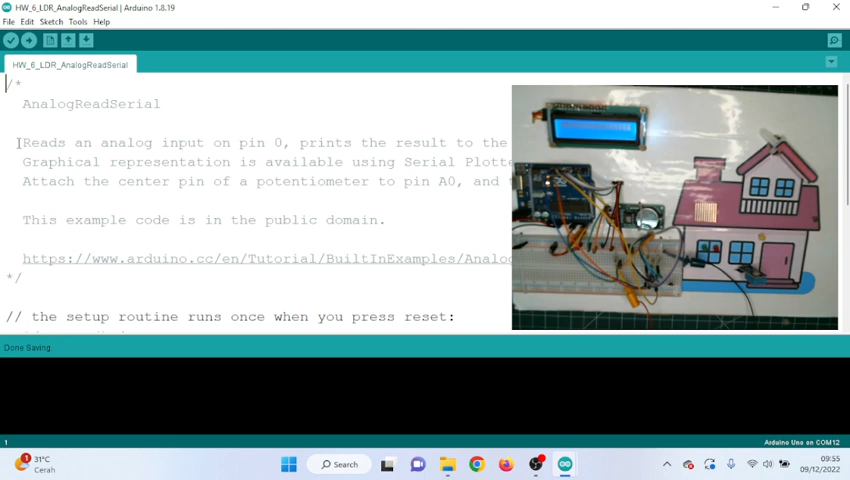 HW_6_LDR_AnalogReadSerial | Arduino 1.8.19
File Edit Sketch Tools Help
HW_6_LDR_AnalogReadSerial
/*
AnalogReadSerial
Reads an analog input on pin 0, prints the result to the
Graphical representation is available using Serial Plotte
Attach the center pin of a potentiometer to pin A0, and
This example code is in the public domain.
https://www.arduino.cc/en/Tutorial/BuiltInExamples/Analo
*/
// the setup routine runs once when you press reset:
Done Saving.
1
Arduino Uno on COM12
1
31°C
Cerah
Search
09:55
09/12/2022